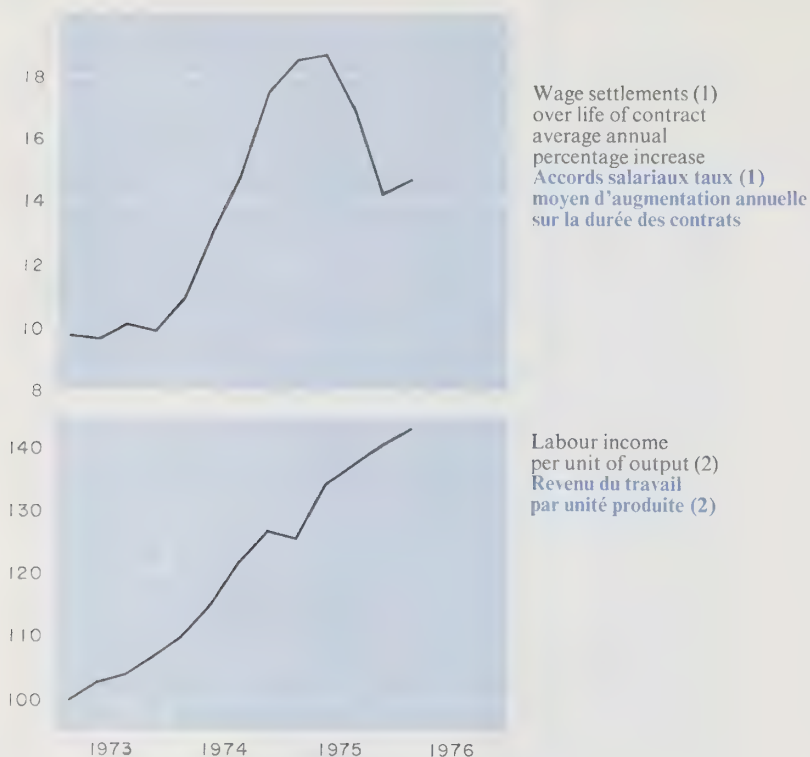 18
16
14
12
10
8
Wage settlements (1)
over life of contract
average annual
percentage increase
Accords salariaux taux (1)
moyen d'augmentation annuelle
sur la durée des contrats
140
130
120
110
100
Labour income
per unit of output (2)
Revenu du travail
par unité produite (2)
1973 1974 1975 1976